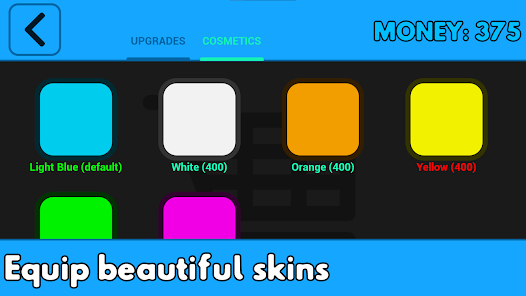 UPGRADES COSMETICS MONEY: 375
Light Blue (default) White (400) Orange (400) Yellow (400)
Equip beautiful skins